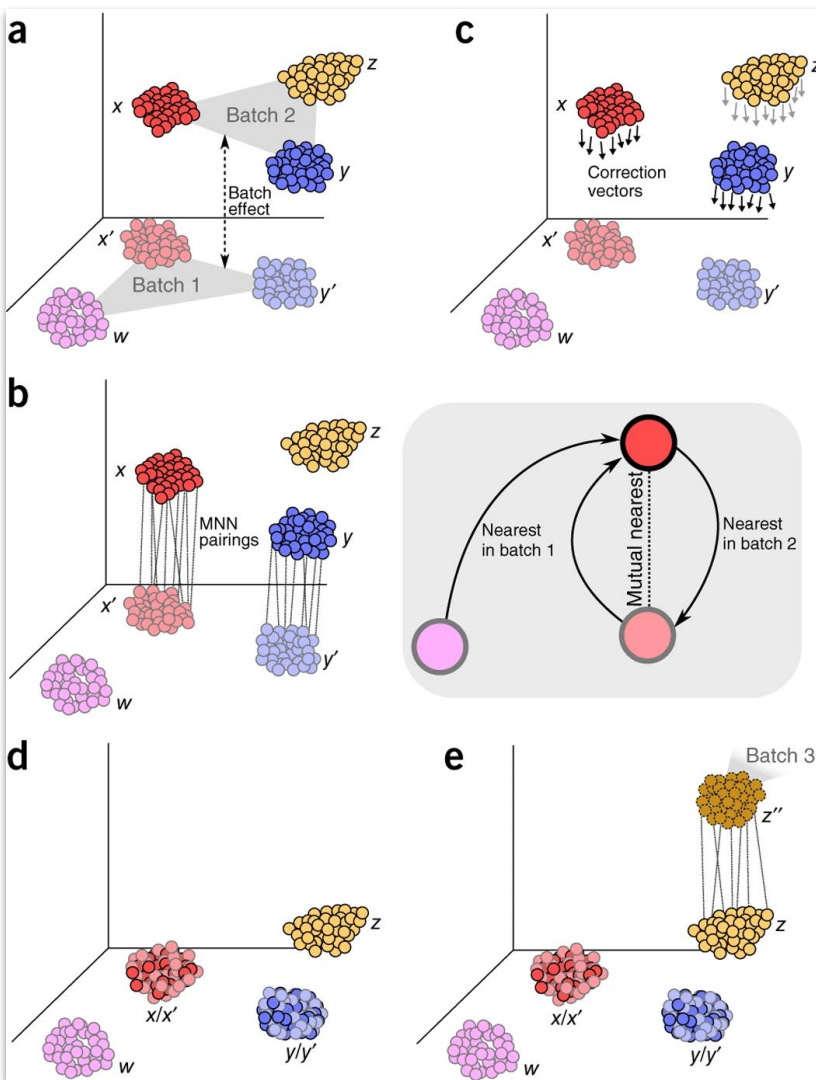 a
z
x
Batch 2
y
Batch
effect
x′
Batch 1
y′
w
c
z
x
Correction
vectors
y
x′
y′
w
b
z
x
MNN
pairings
y
x′
y′
w
Nearest
in batch 1
Mutual nearest
Nearest
in batch 2
d
z
x/x′
y/y′
w
e
Batch 3
z′′
z
x/x′
y/y′
w